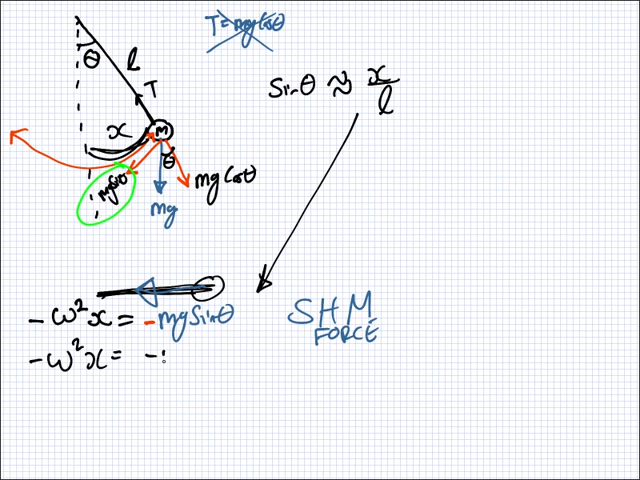 T = mg Cosθ
θ
l
T
Sinθ ≈ x/l
x
M
θ
mg Sinθ
mg Cosθ
mg
-ω²x = -mg Sinθ
SHM
FORCE
-ω²x = -